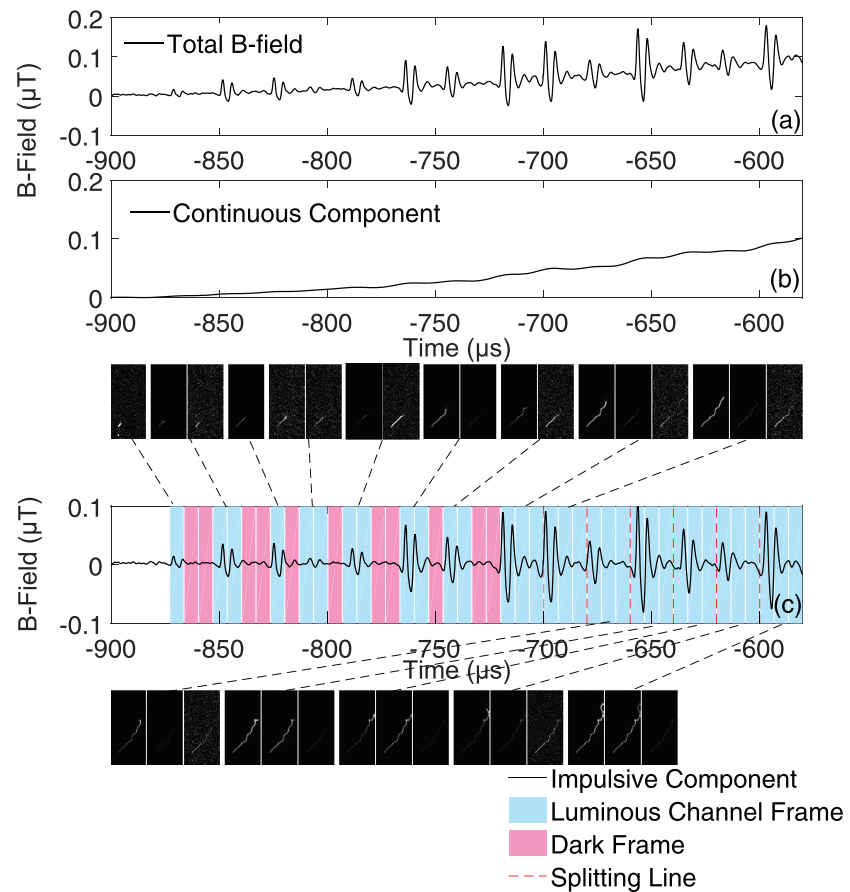 0.2
0.1
0
-0.1
B-Field (μT)
Total B-field
(a)
-900 -850 -800 -750 -700 -650 -600
0.2
0.1
0
Continuous Component
(b)
-900 -850 -800 -750 -700 -650 -600
Time (μs)
0.1
0
-0.1
B-Field (μT)
(c)
-900 -850 -800 -750 -700 -650 -600
Time (μs)
Impulsive Component
Luminous Channel Frame
Dark Frame
Splitting Line